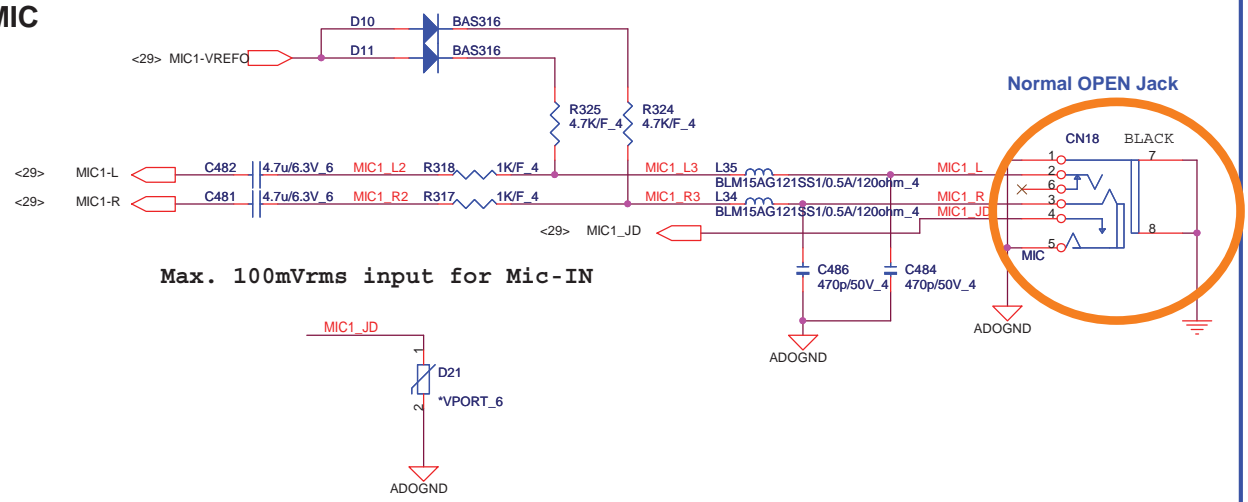 MIC
D10 BAS316
<29> MIC1-VREFO D11 BAS316
Normal OPEN Jack
R325 R324
4.7K/F_4 4.7K/F_4
CN18 BLACK
<29> MIC1-L C482 4.7u/6.3V_6 MIC1_L2 R318 1K/F_4 MIC1_L3 L35 MIC1_L
BLM15AG121SS1/0.5A/120ohm_4
<29> MIC1-R C481 4.7u/6.3V_6 MIC1_R2 R317 1K/F_4 MIC1_R3 L34 MIC1_R
BLM15AG121SS1/0.5A/120ohm_4 MIC1_JD
<29> MIC1_JD
1 7
2
6
3
4
8
5
MIC
Max. 100mVrms input for Mic-IN
C486 C484
470p/50V_4 470p/50V_4
ADOGND
ADOGND
MIC1_JD
1
D21
*VPORT_6
2
ADOGND